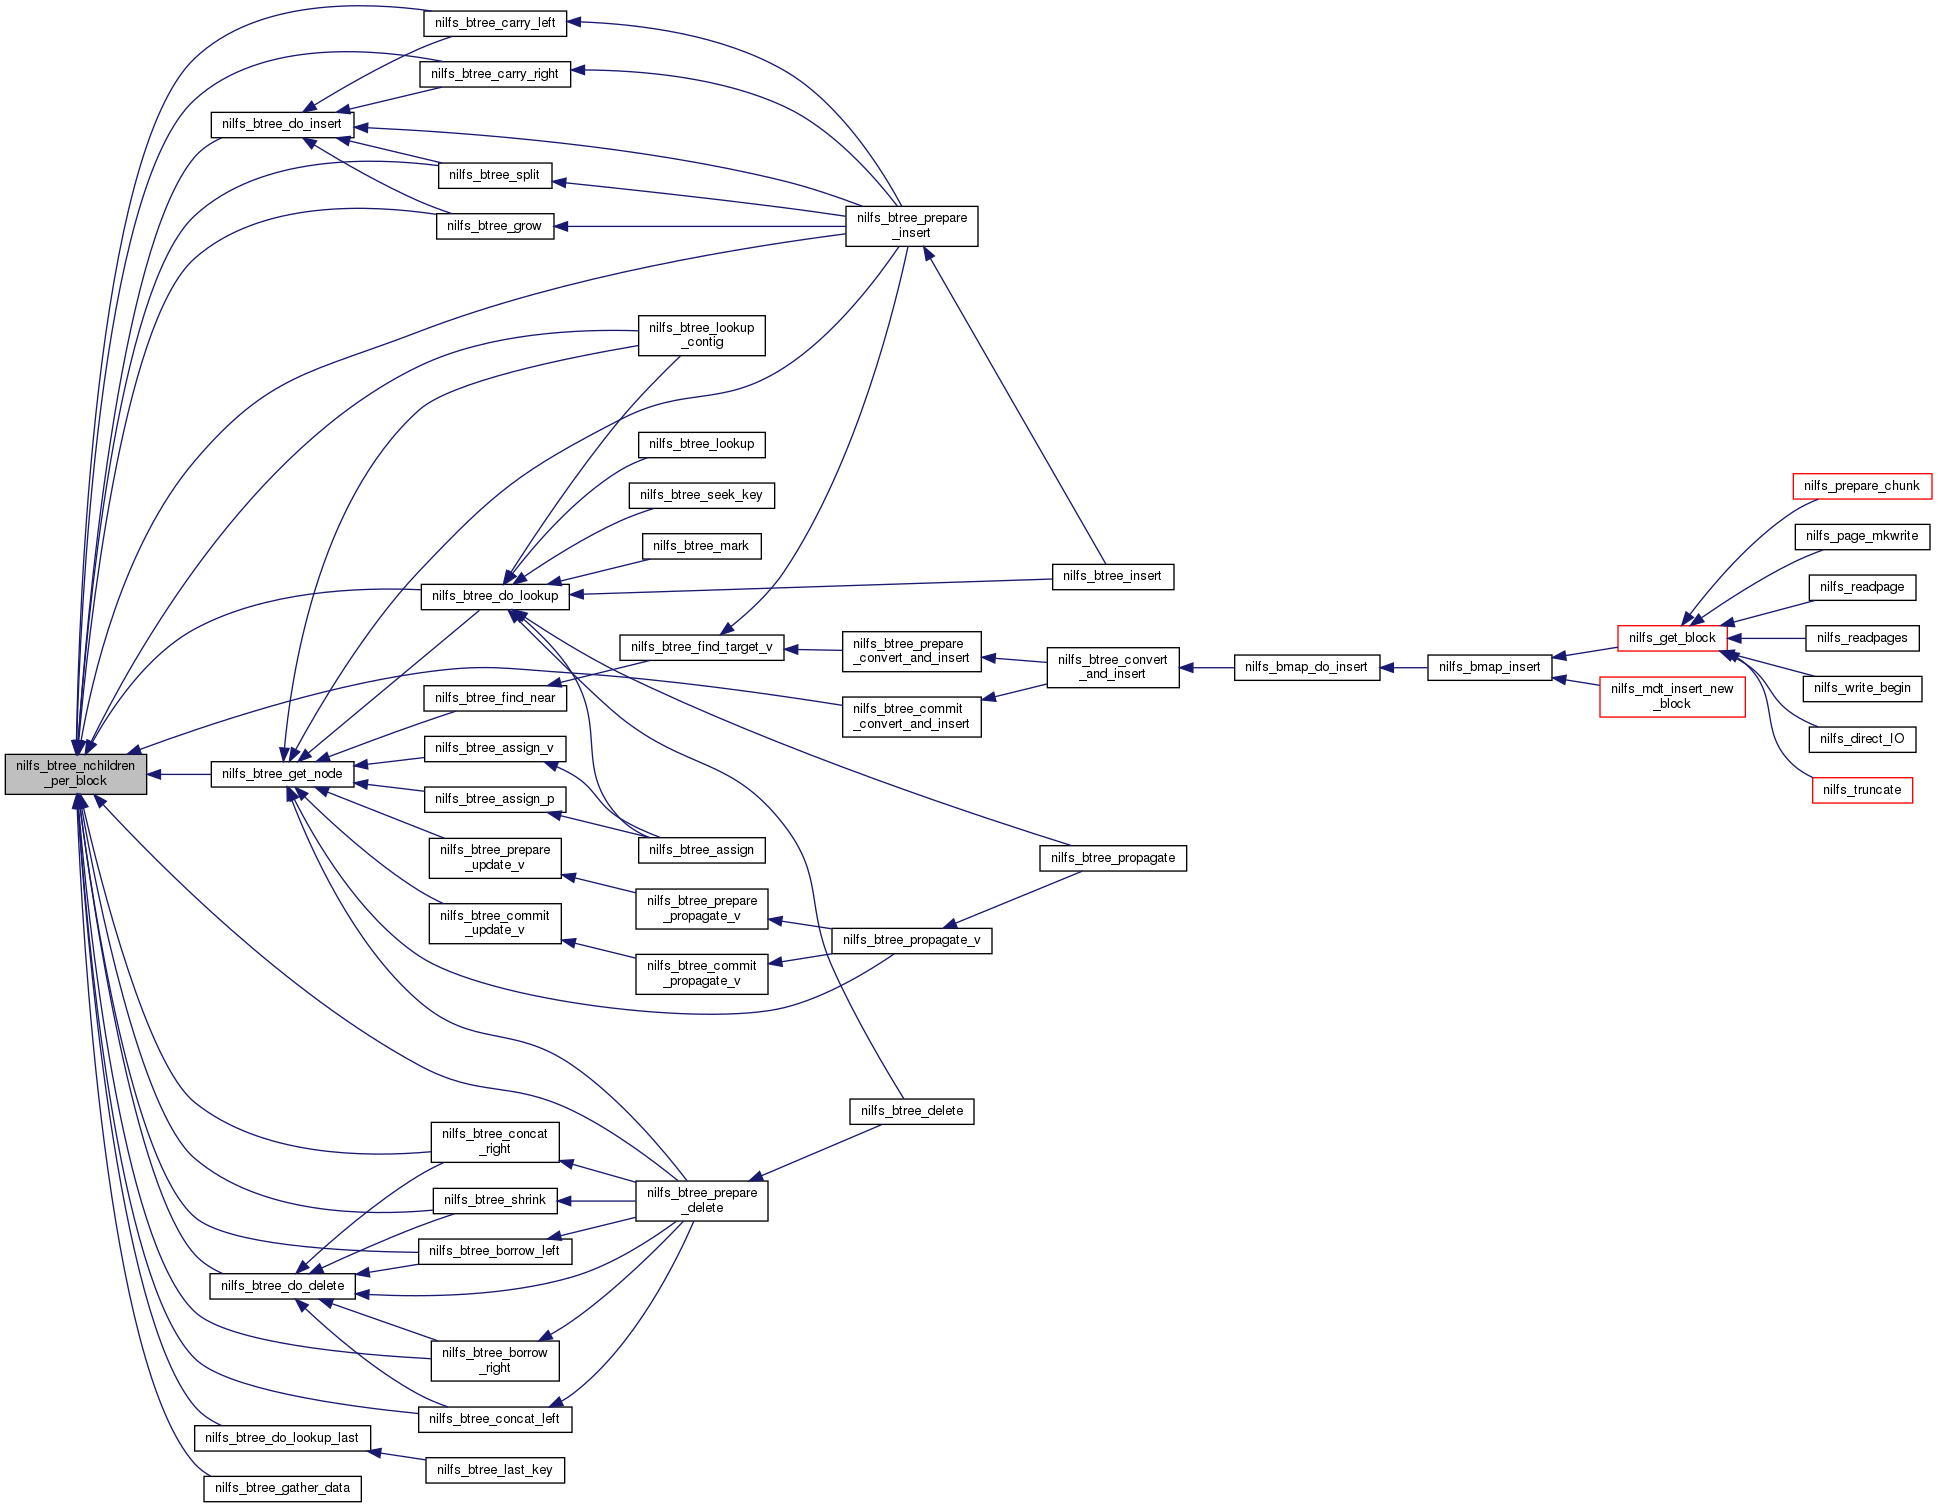 nilfs_btree_carry_left
nilfs_btree_carry_right
nilfs_btree_do_insert
nilfs_btree_split
nilfs_btree_grow
nilfs_btree_prepare
_insert
nilfs_btree_lookup
_contig
nilfs_btree_lookup
nilfs_btree_seek_key
nilfs_btree_mark
nilfs_btree_do_lookup
nilfs_btree_insert
nilfs_btree_find_target_v
nilfs_btree_prepare
_convert_and_insert
nilfs_btree_convert
_and_insert
nilfs_bmap_do_insert
nilfs_bmap_insert
nilfs_get_block
nilfs_mdt_insert_new
_block
nilfs_prepare_chunk
nilfs_page_mkwrite
nilfs_readpage
nilfs_readpages
nilfs_write_begin
nilfs_direct_IO
nilfs_truncate
nilfs_btree_find_near
nilfs_btree_commit
_convert_and_insert
nilfs_btree_nchildren
_per_block
nilfs_btree_get_node
nilfs_btree_assign_v
nilfs_btree_assign_p
nilfs_btree_assign
nilfs_btree_prepare
_update_v
nilfs_btree_commit
_update_v
nilfs_btree_prepare
_propagate_v
nilfs_btree_commit
_propagate_v
nilfs_btree_propagate_v
nilfs_btree_propagate
nilfs_btree_delete
nilfs_btree_concat
_right
nilfs_btree_shrink
nilfs_btree_prepare
_delete
nilfs_btree_borrow_left
nilfs_btree_do_delete
nilfs_btree_borrow
_right
nilfs_btree_concat_left
nilfs_btree_do_lookup_last
nilfs_btree_last_key
nilfs_btree_gather_data